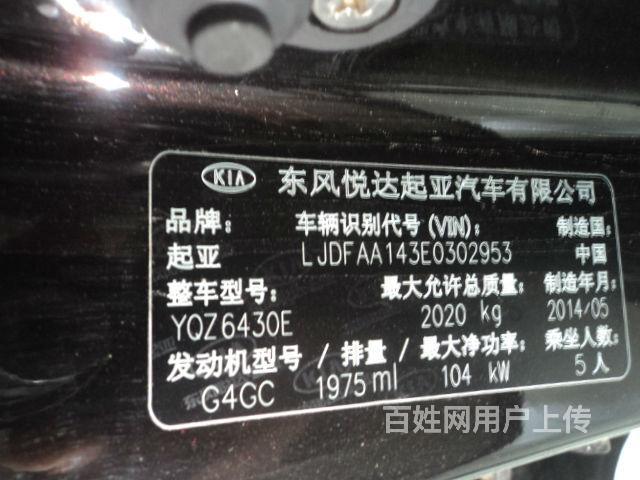 KIA 东风悦达起亚汽车有限公司
品牌: 车辆识别代号(VIN): 制造国:
起亚 LJDFAA143E0302953 中国
整车型号: 最大允许总质量: 制造年月:
YQZ6430E 2020 kg 2014/05
发动机型号 / 排量 / 最大净功率: 乘坐人数:
G4GC 1975ml 104 kW 5人
百姓网用户上传